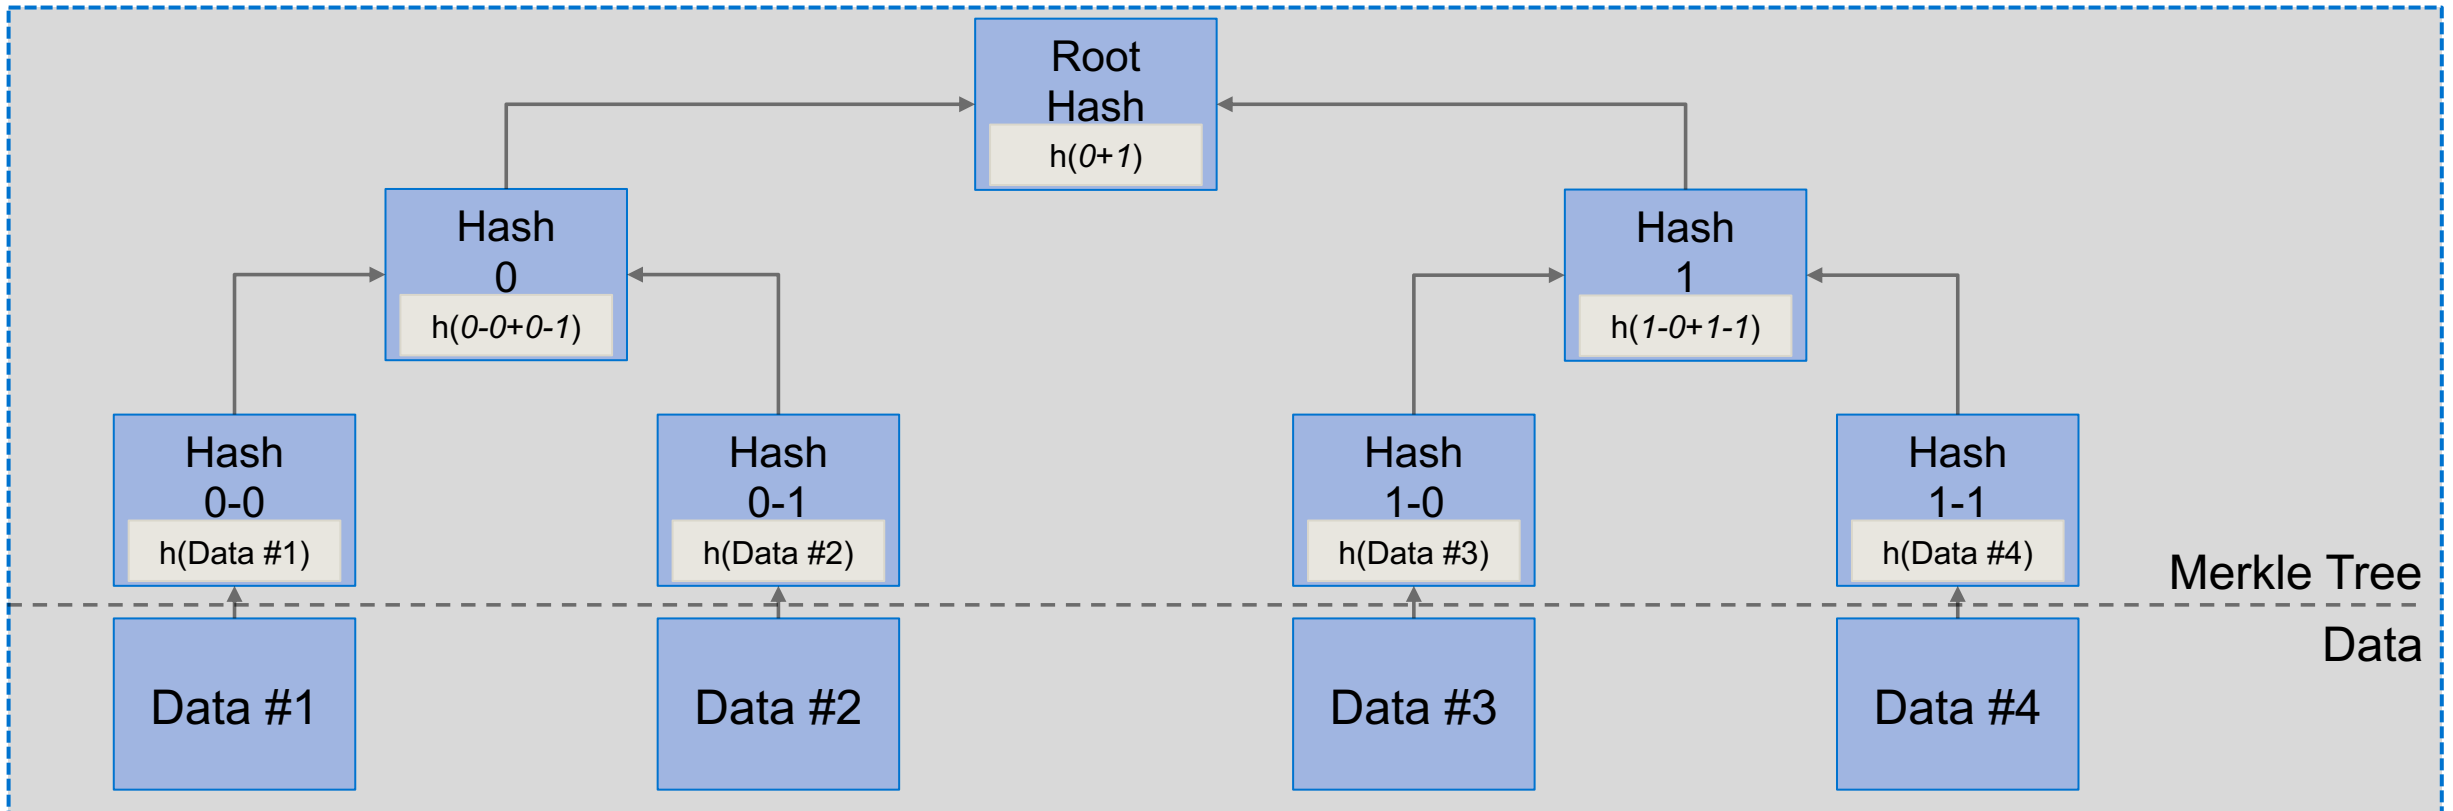 Root
Hash
h(0+1)
Hash
0
h(0-0+0-1)
Hash
1
h(1-0+1-1)
Hash
0-0
h(Data #1)
Hash
0-1
h(Data #2)
Hash
1-0
h(Data #3)
Hash
1-1
h(Data #4)
Merkle Tree
Data
Data #1
Data #2
Data #3
Data #4